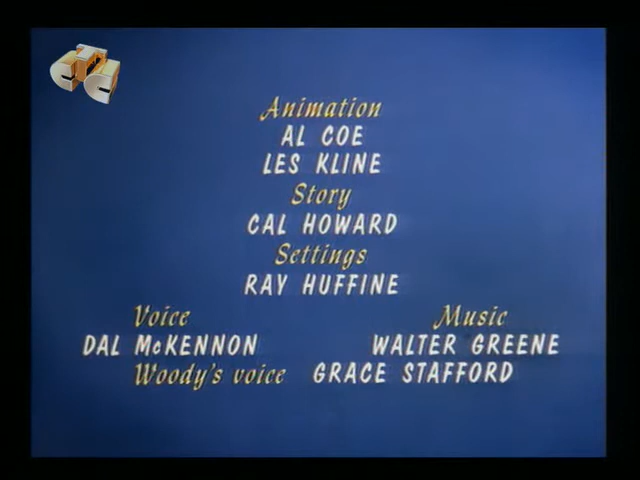 СТС
Animation
AL COE
LES KLINE
Story
CAL HOWARD
Settings
RAY HUFFINE
Voice Music
DAL McKENNON WALTER GREENE
Woody's voice GRACE STAFFORD